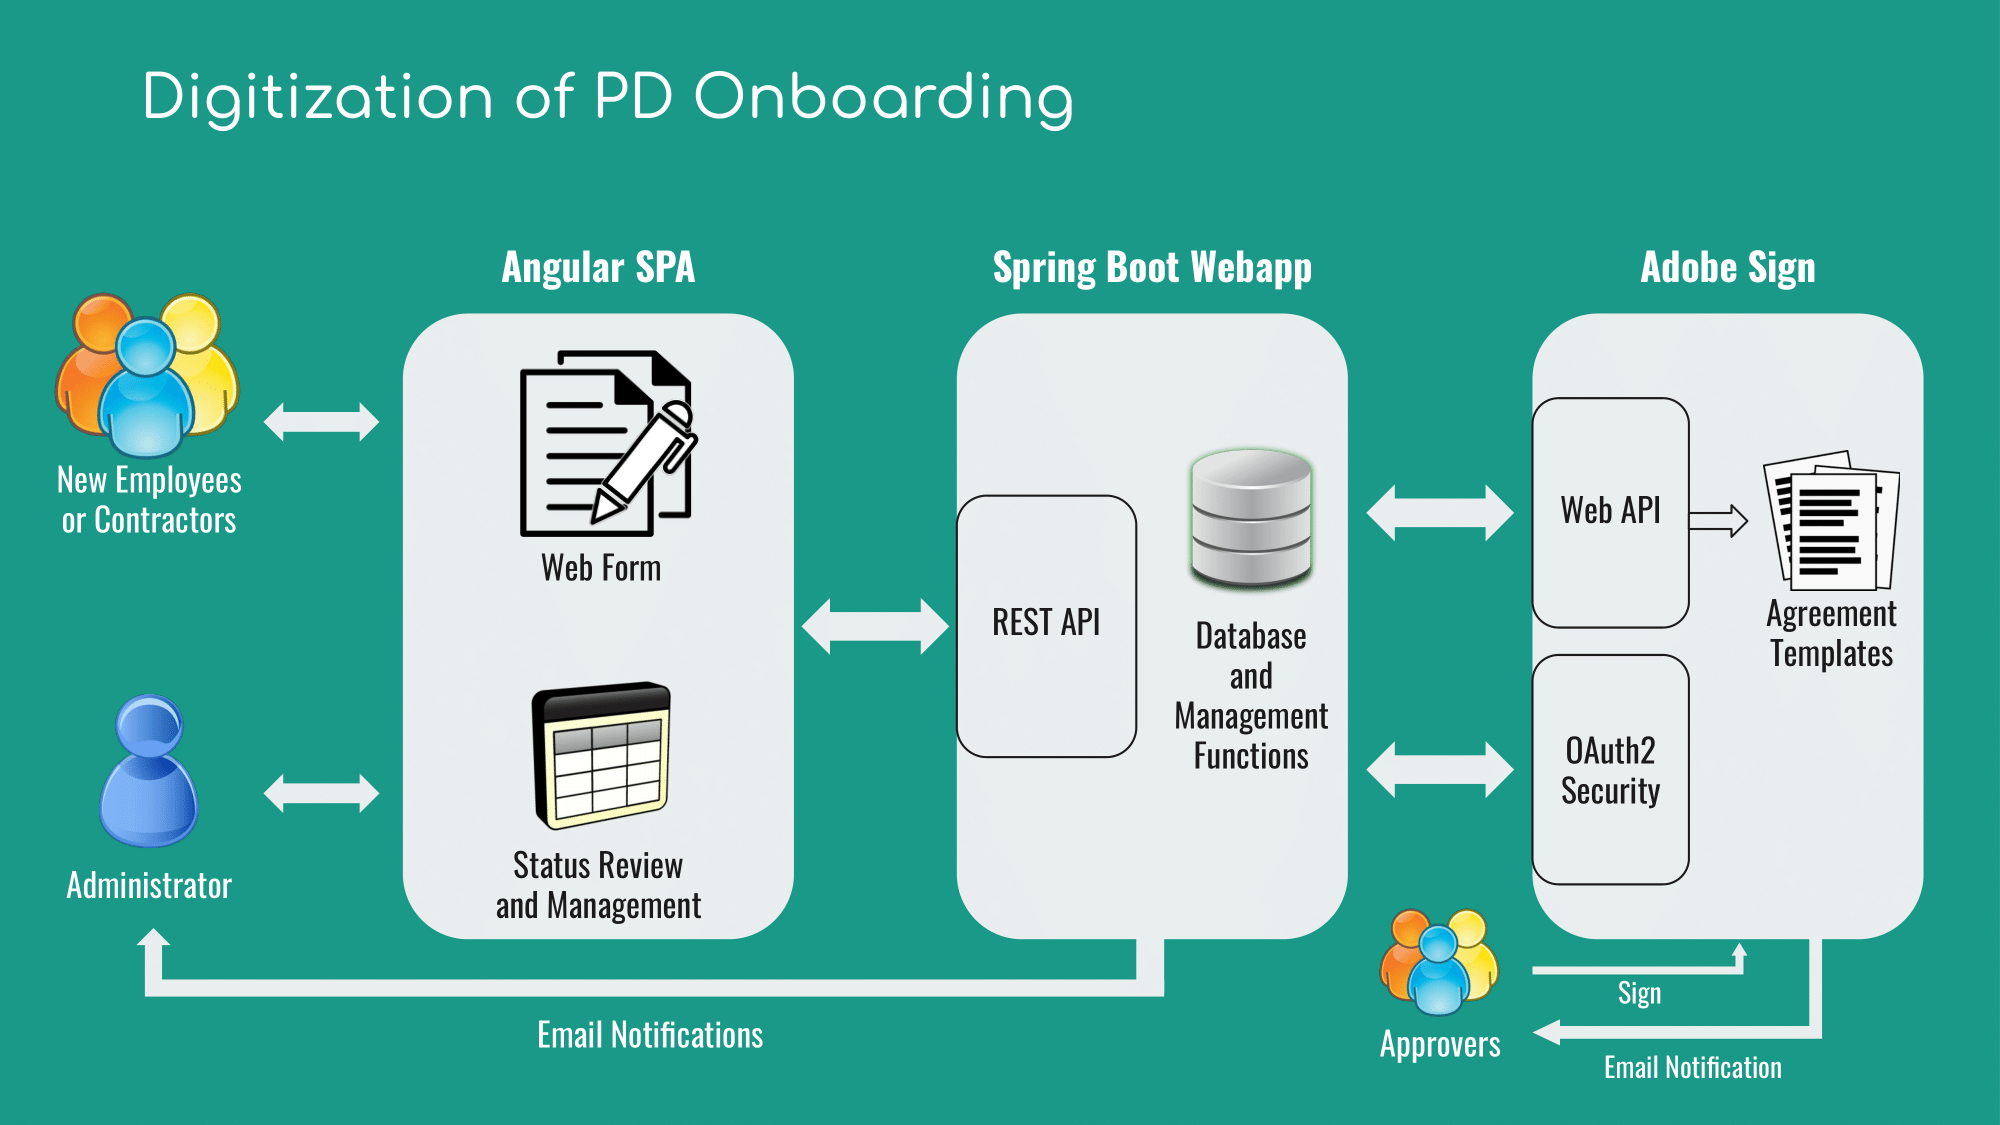 Digitization of PD Onboarding
Angular SPA
Spring Boot Webapp
Adobe Sign
New Employees
or Contractors
Web Form
Administrator
Status Review
and Management
REST API
Database
and
Management
Functions
Web API
Agreement
Templates
OAuth2
Security
Email Notifications
Approvers
Sign
Email Notification